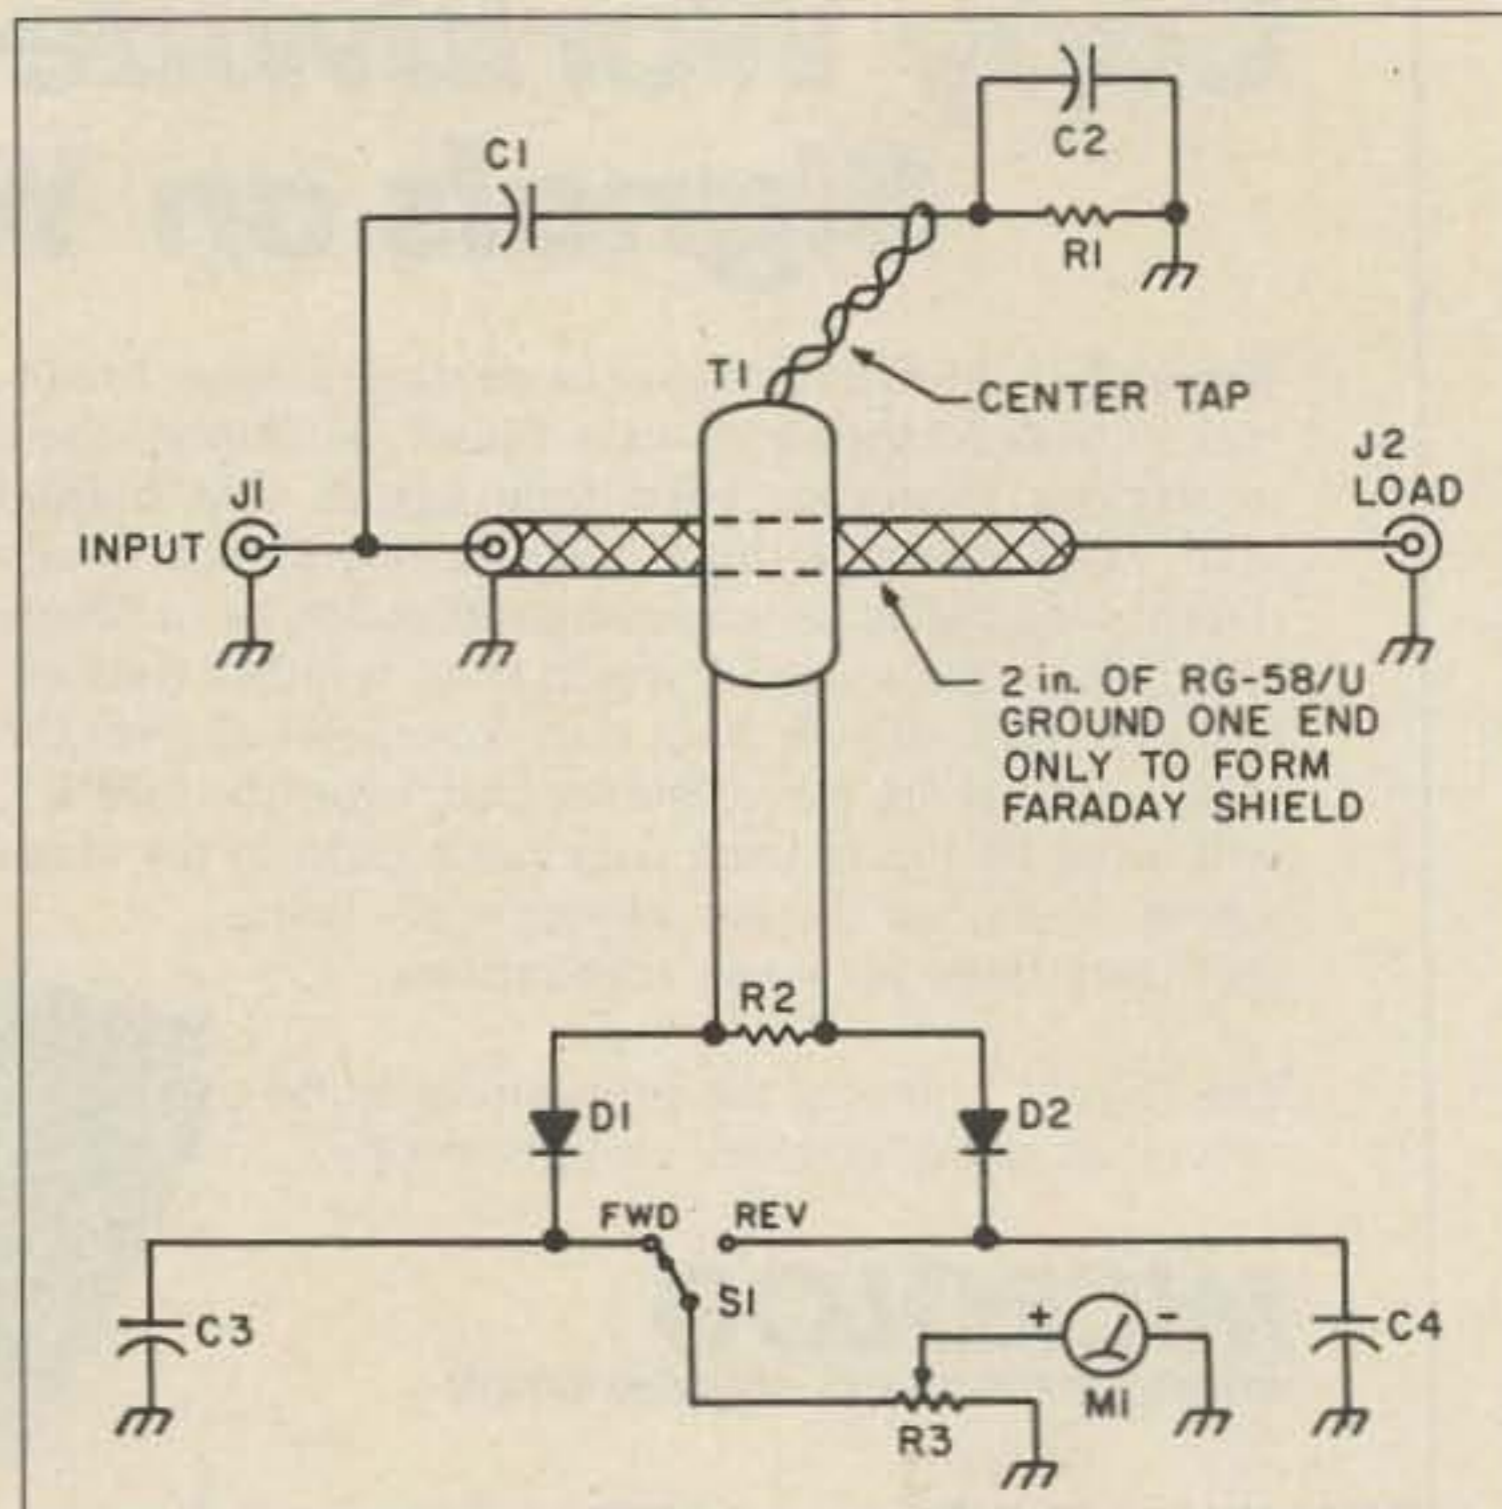 C1
C2
R1
T1
CENTER TAP
J1
INPUT
J2
LOAD
2 in. OF RG-58/U
GROUND ONE END
ONLY TO FORM
FARADAY SHIELD
R2
D1
D2
FWD
REV
S1
C3
+
-
C4
M1
R3